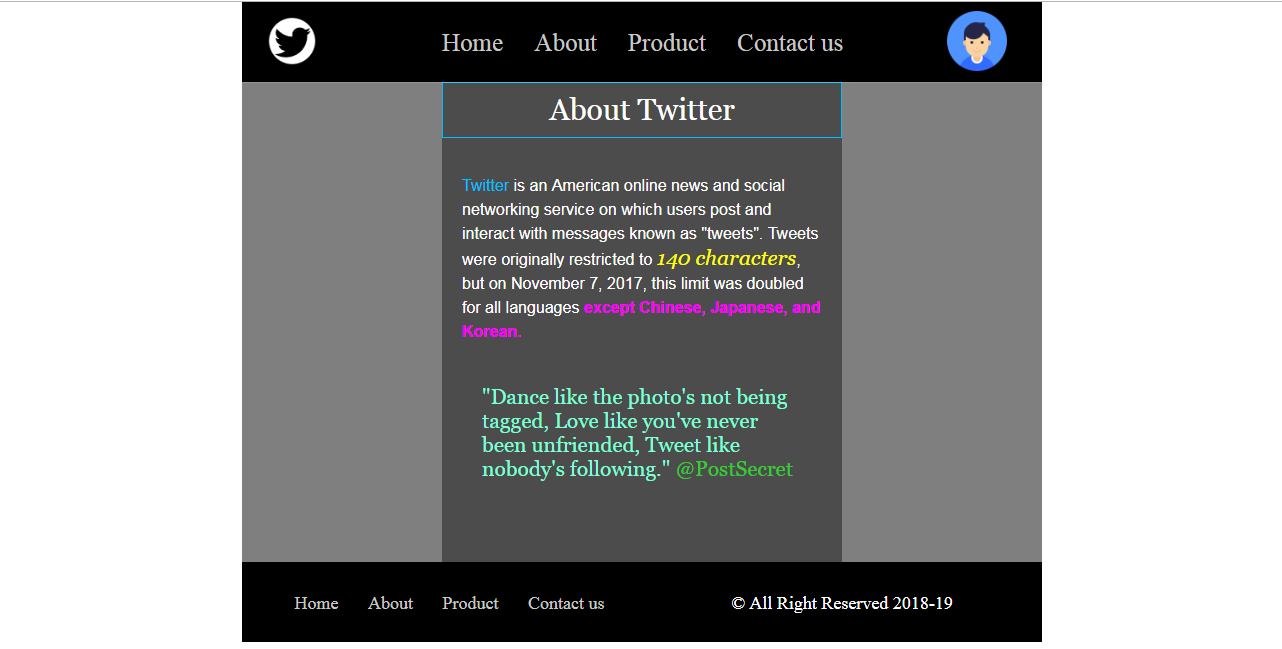 Home About Product Contact us
About Twitter
Twitter is an American online news and social
networking service on which users post and
interact with messages known as "tweets". Tweets
were originally restricted to 140 characters,
but on November 7, 2017, this limit was doubled
for all languages except Chinese, Japanese, and
Korean.
"Dance like the photo's not being
tagged, Love like you've never
been unfriended, Tweet like
nobody's following." @PostSecret
Home About Product Contact us © All Right Reserved 2018-19